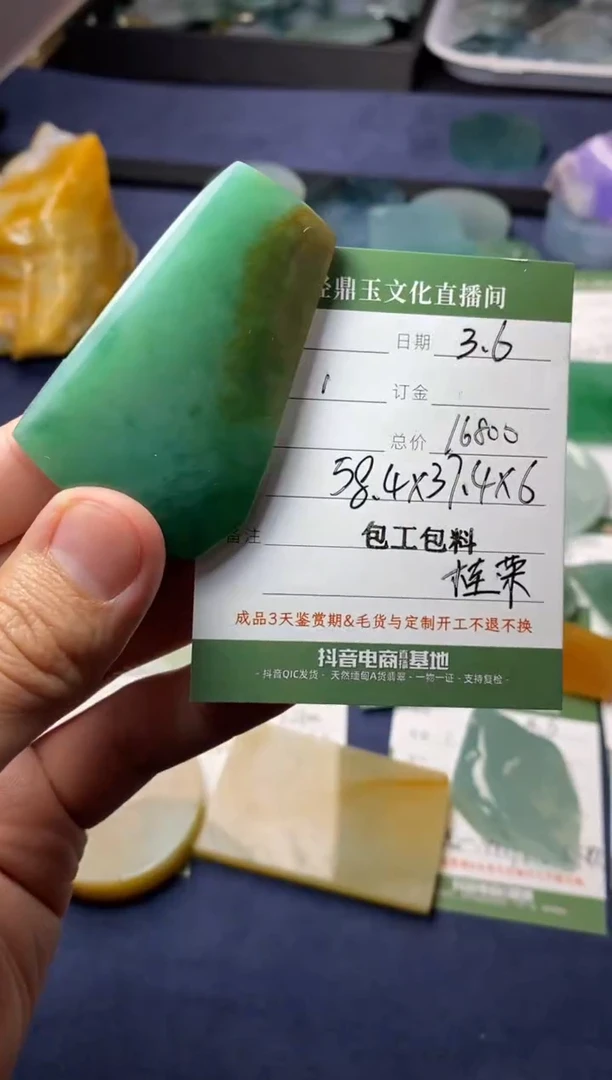 鼎玉文化直播间
日期 3.6
1 订金
总价 16800
58.4x37.4x6
备注 包工包料
桂荣
成品3天鉴赏期&毛货与定制开工不退不换
抖音电商直播基地
- 抖音QIC发货 - 天然缅甸A货翡翠 - 一物一证 - 支持复检 -